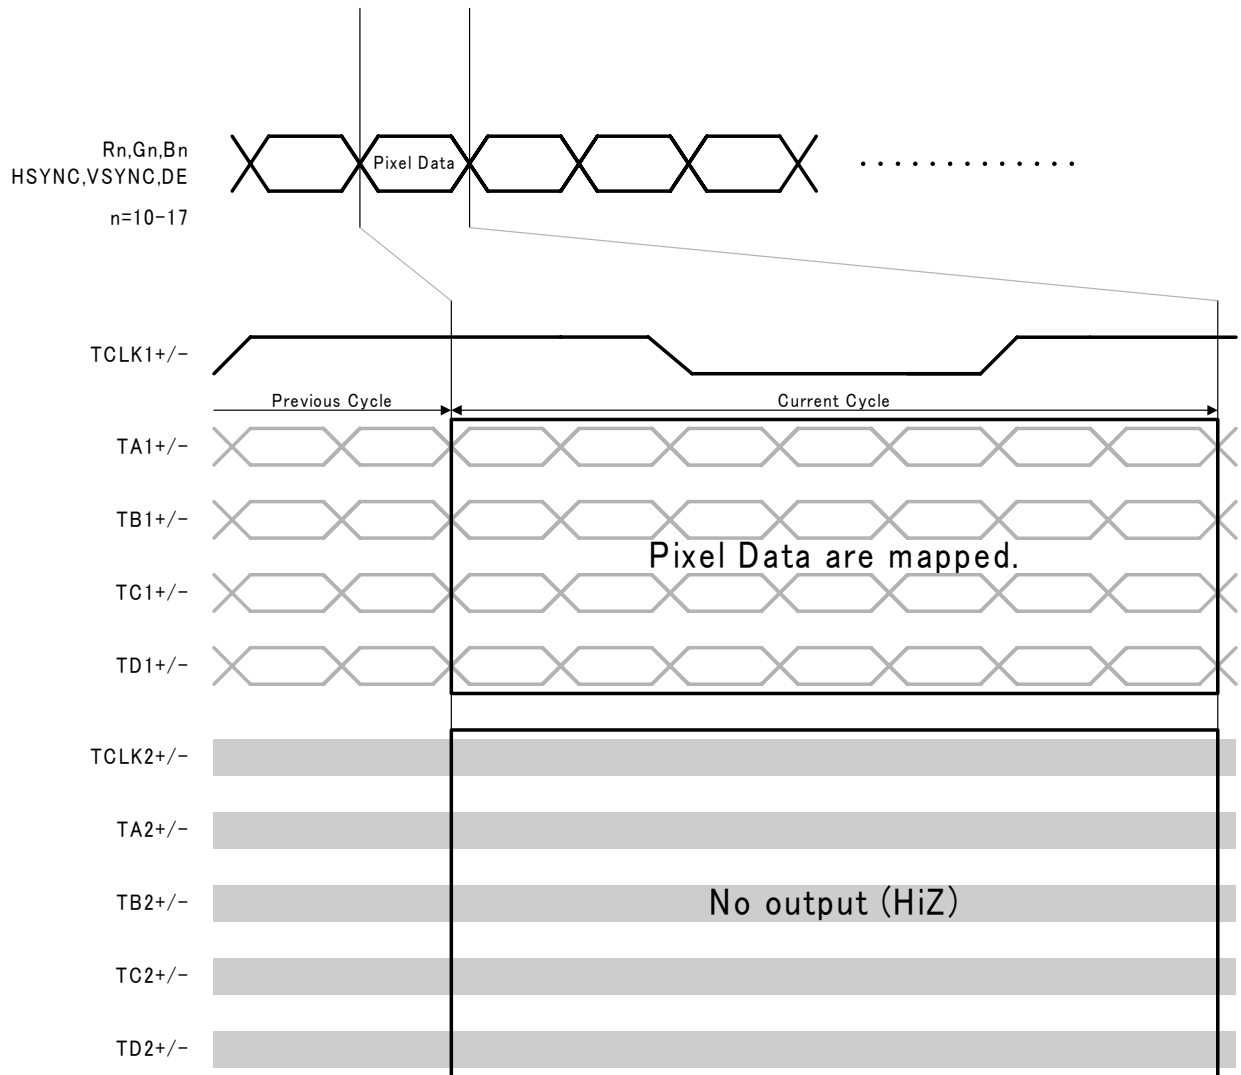 Rn,Gn,Bn
HSYNC,VSYNC,DE
n=10-17
Pixel Data
TCLK1+/-
Previous Cycle
Current Cycle
TA1+/-
TB1+/-
Pixel Data are mapped.
TC1+/-
TD1+/-
TCLK2+/-
TA2+/-
TB2+/-
No output (HiZ)
TC2+/-
TD2+/-